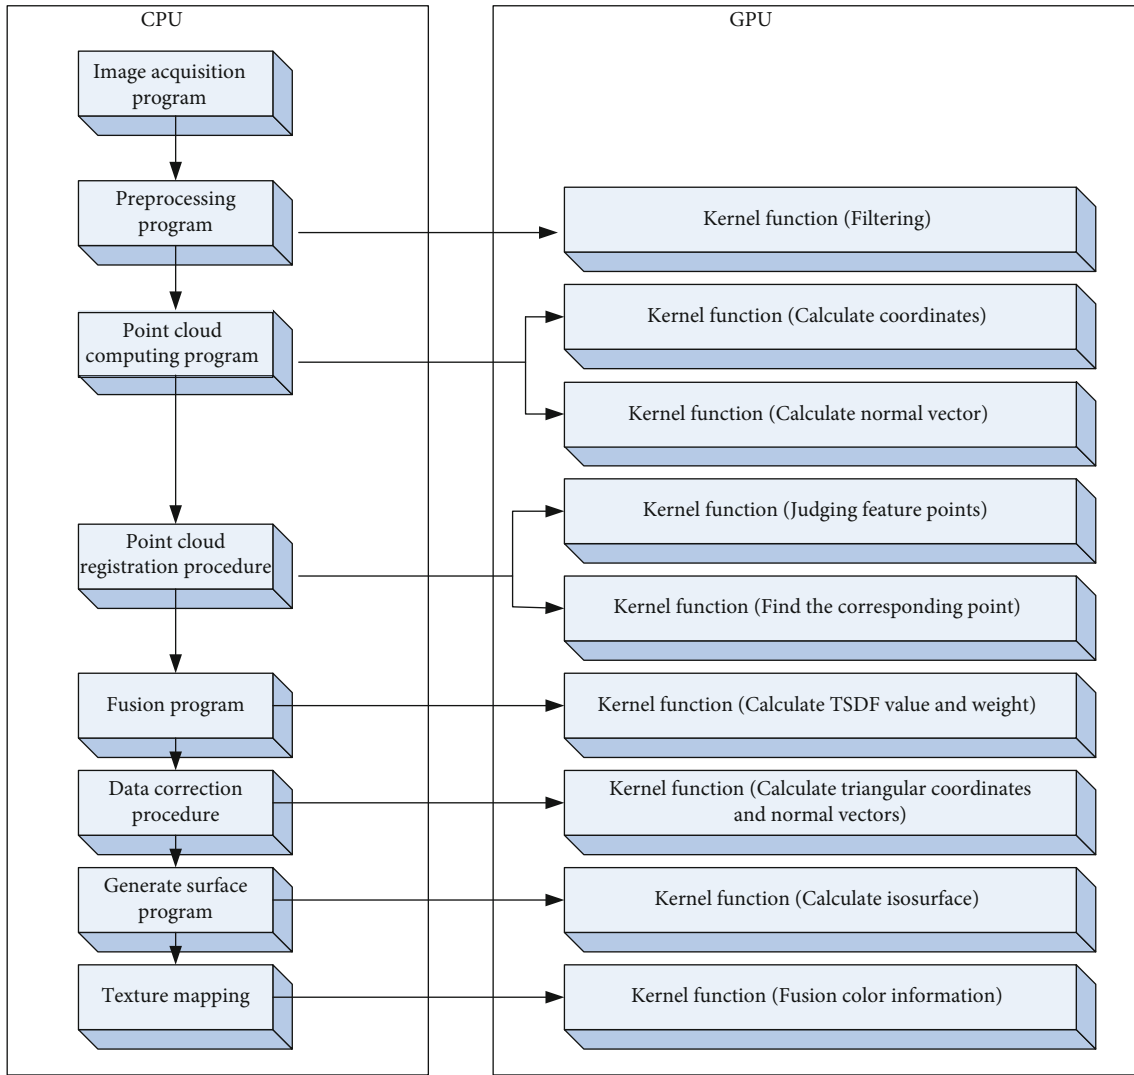 CPU
Image acquisition
program
Preprocessing
program
Point cloud
computing program
Point cloud
registration procedure
Fusion program
Data correction
procedure
Generate surface
program
Texture mapping
GPU
Kernel function (Filtering)
Kernel function (Calculate coordinates)
Kernel function (Calculate normal vector)
Kernel function (Judging feature points)
Kernel function (Find the corresponding point)
Kernel function (Calculate TSDF value and weight)
Kernel function (Calculate triangular coordinates
and normal vectors)
Kernel function (Calculate isosurface)
Kernel function (Fusion color information)